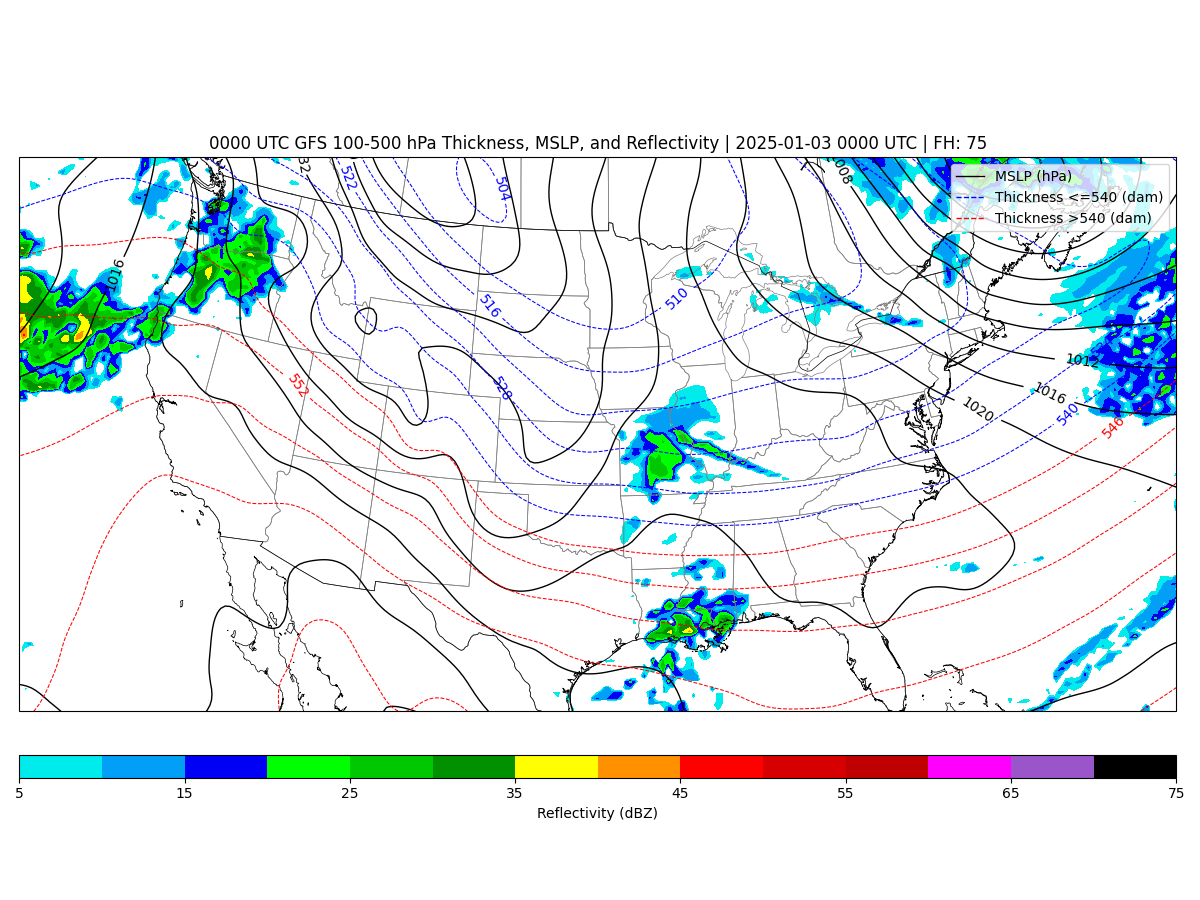 0000 UTC GFS 100-500 hPa Thickness, MSLP, and Reflectivity | 2025-01-03 0000 UTC | FH: 75
MSLP (hPa)
Thickness <=540 (dam)
Thickness >540 (dam)
1008
522
504
1016
516
510
552
528
1012
1016
1020
540
546
5 15 25 35 45 55 65 75
Reflectivity (dBZ)